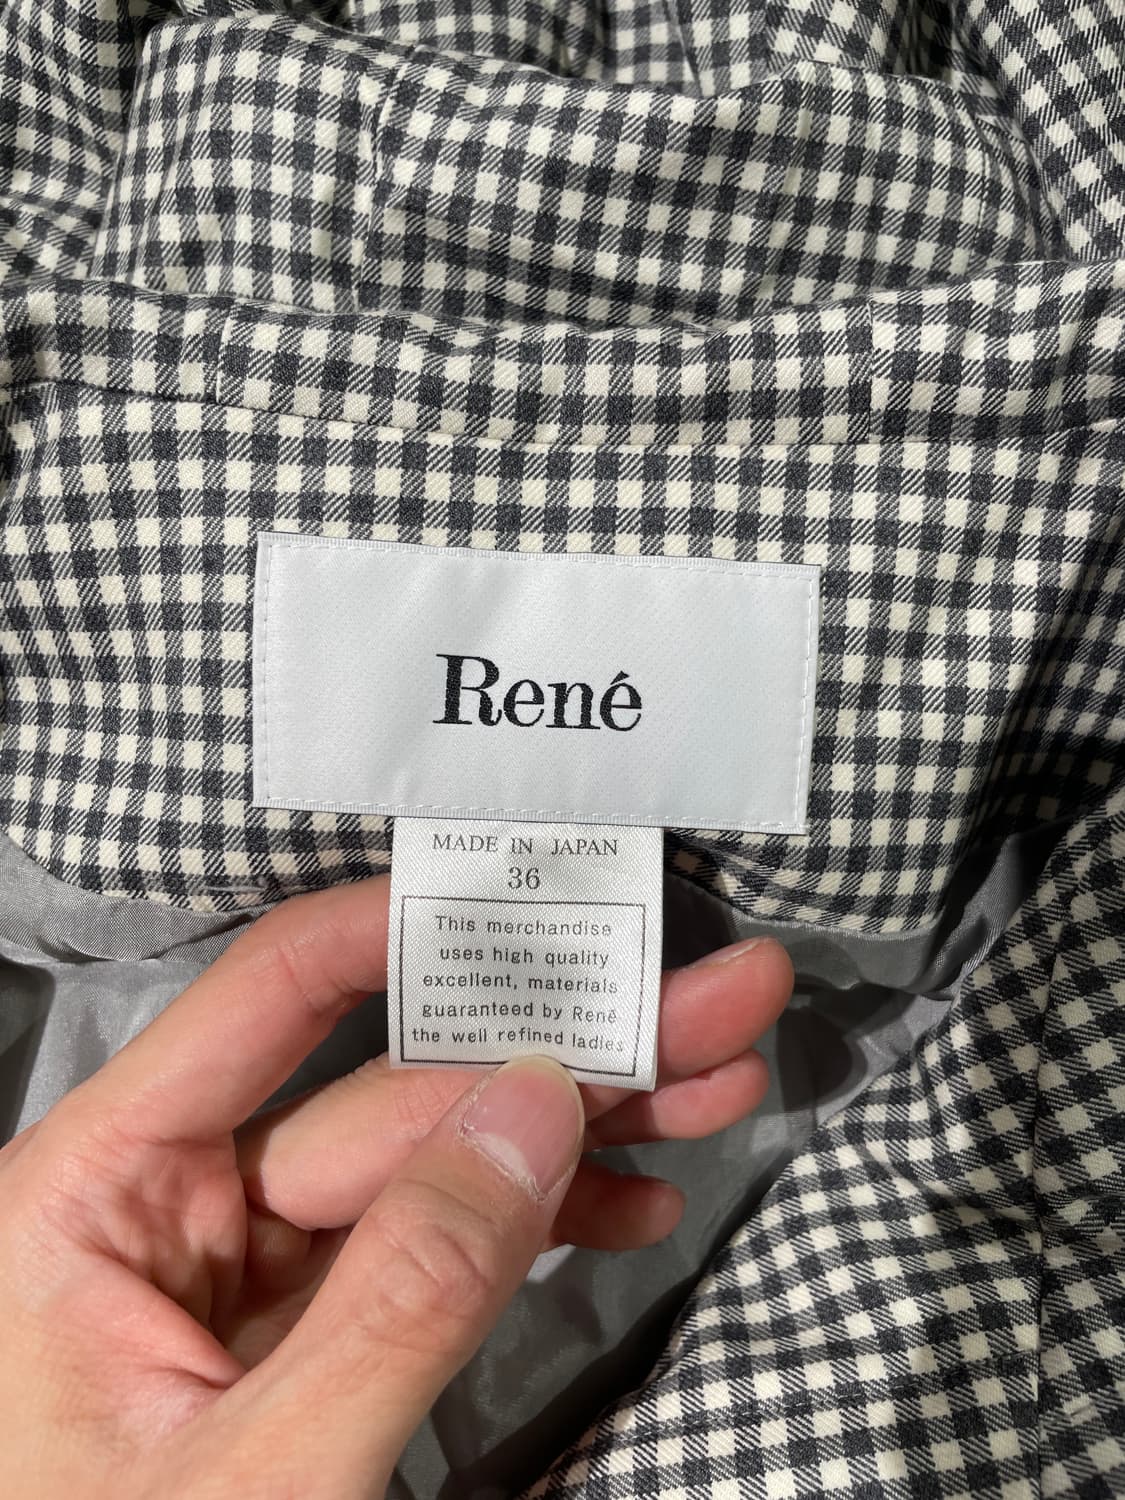 René
MADE IN JAPAN
36
This merchandise
uses high quality
excellent, materials
guaranteed by René
the well refined ladies